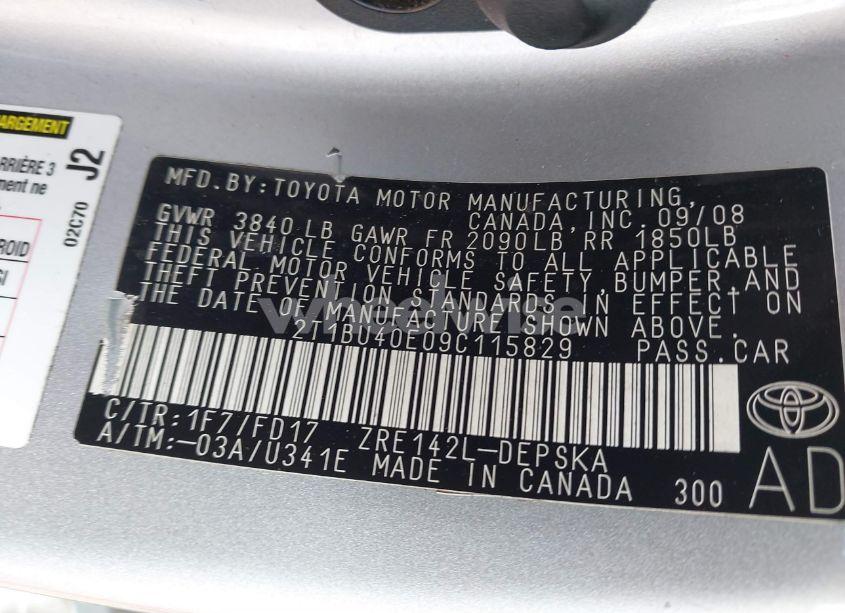 ARGEMENT
ARRIÈRE 3
ment ne
J2
02C70
ROID
SI
MFD.BY:TOYOTA MOTOR MANUFACTURING,
CANADA,INC. 09/08
GVWR 3840LB GAWR FR 2090LB RR 1850LB
THIS VEHICLE CONFORMS TO ALL APPLICABLE
FEDERAL MOTOR VEHICLE SAFETY,BUMPER,AND
THEFT PREVENTION STANDARDS IN EFFECT ON
THE DATE OF MANUFACTURE SHOWN ABOVE.
2T1BU40E09C115829 PASS.CAR
C/TR:1F7/FD17 ZRE142L-DEPSKA
A/TM:-03A/U341E MADE IN CANADA 300
AD